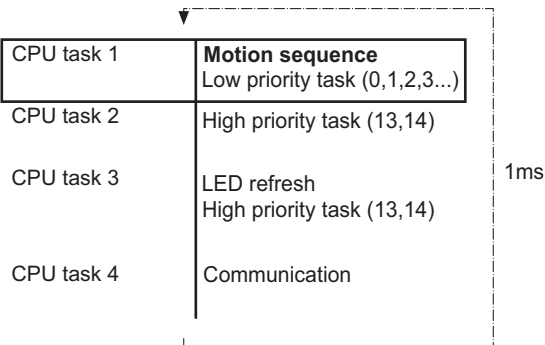 CPU task 1
Motion sequence
Low priority task (0,1,2,3...)
CPU task 2
High priority task (13,14)
CPU task 3
LED refresh
High priority task (13,14)
1ms
CPU task 4
Communication